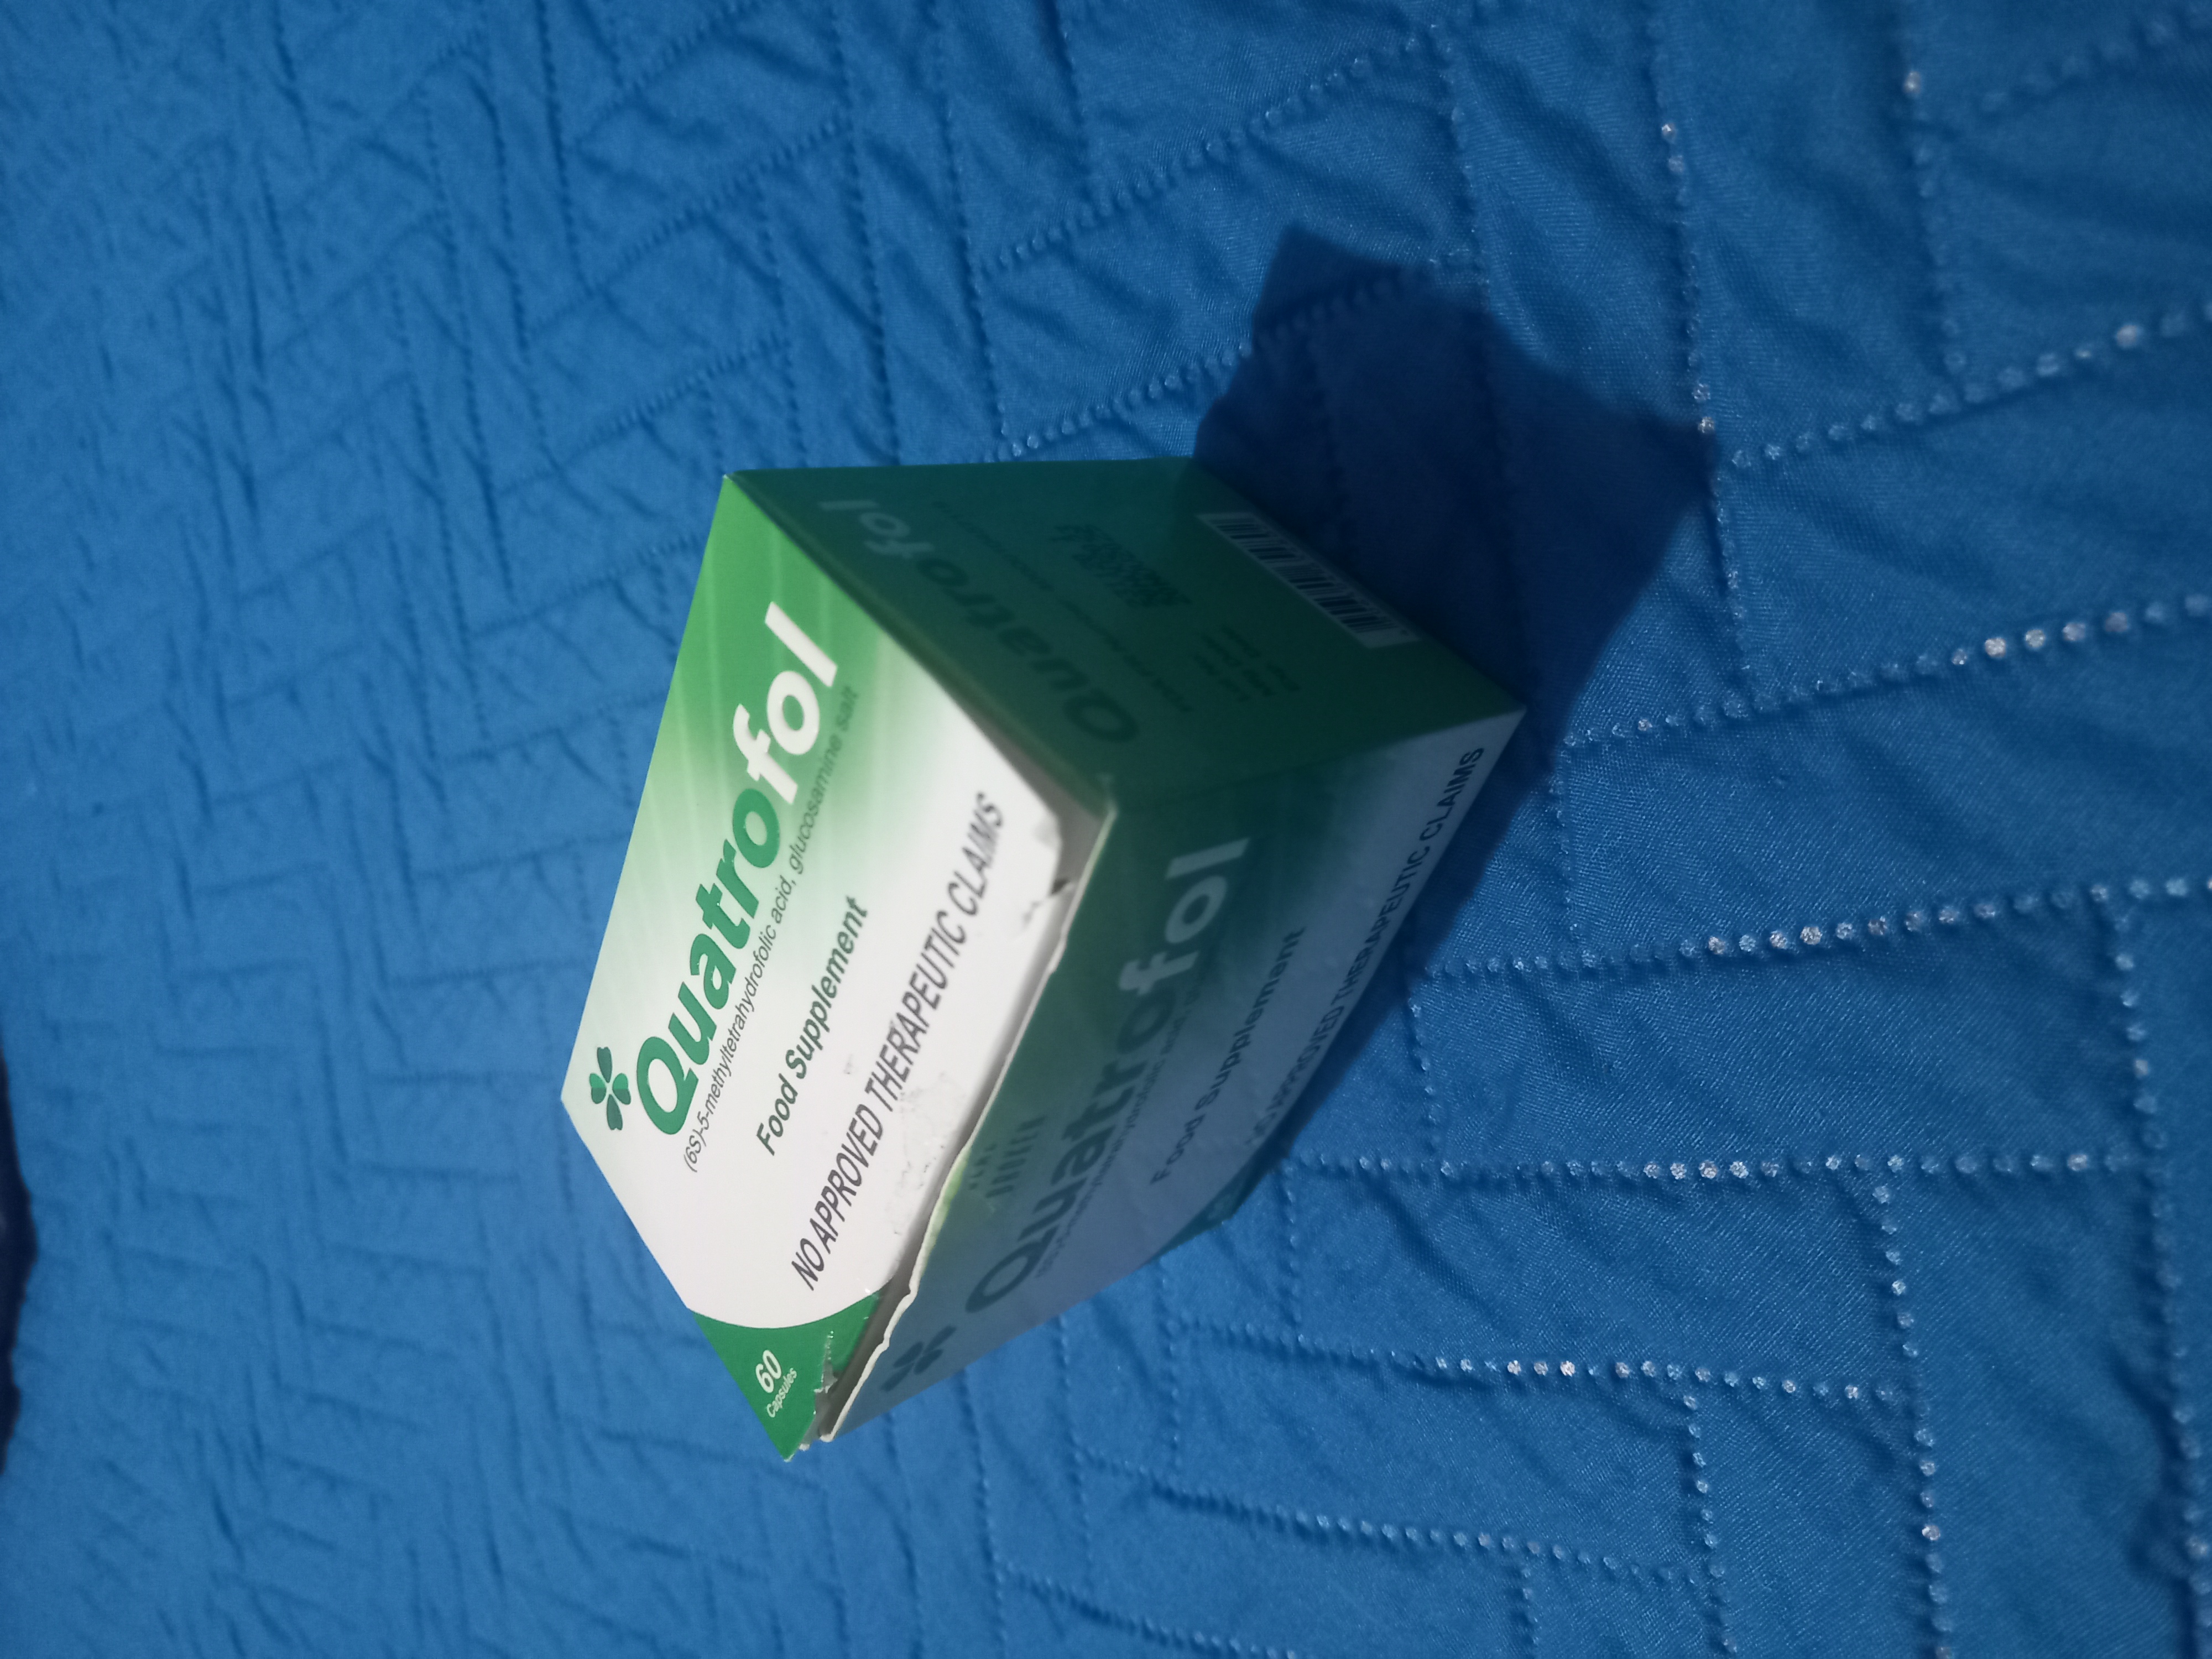 Quatrofol
(6S)-5-methyltetrahydrofolic acid, glucosamine salt
Food Supplement
NO APPROVED THERAPEUTIC CLAIMS
60
Capsules
Quatrofol
Food Supplement
NO APPROVED THERAPEUTIC CLAIMS
Quatrofol